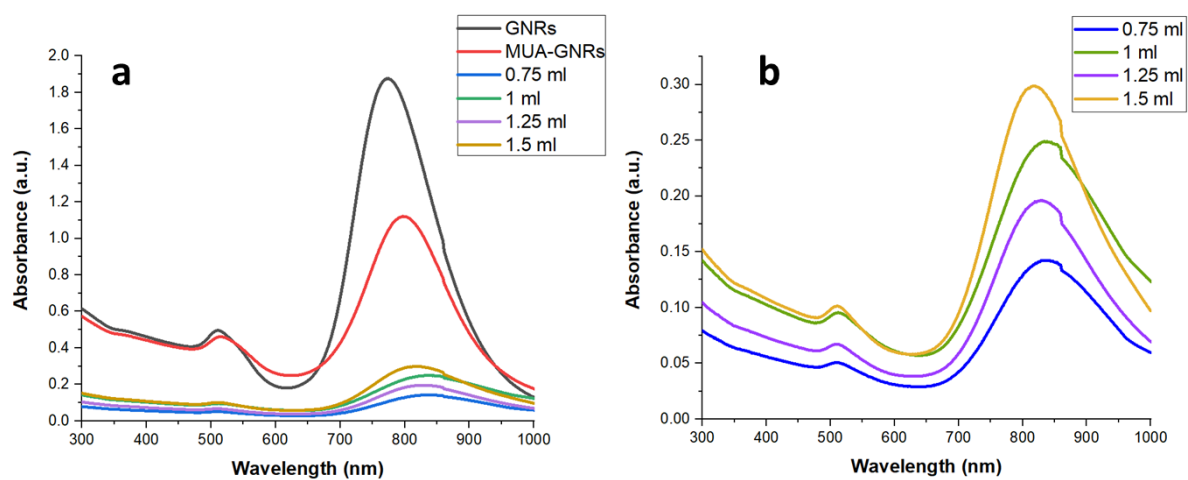 a
GNRs
MUA-GNRs
0.75 ml
1 ml
1.25 ml
1.5 ml
2.0
1.8
1.6
1.4
1.2
1.0
0.8
0.6
0.4
0.2
0.0
Absorbance (a.u.)
300 400 500 600 700 800 900 1000
Wavelength (nm)
b
0.75 ml
1 ml
1.25 ml
1.5 ml
0.30
0.25
0.20
0.15
0.10
0.05
0.00
Absorbance (a.u.)
300 400 500 600 700 800 900 1000
Wavelength (nm)